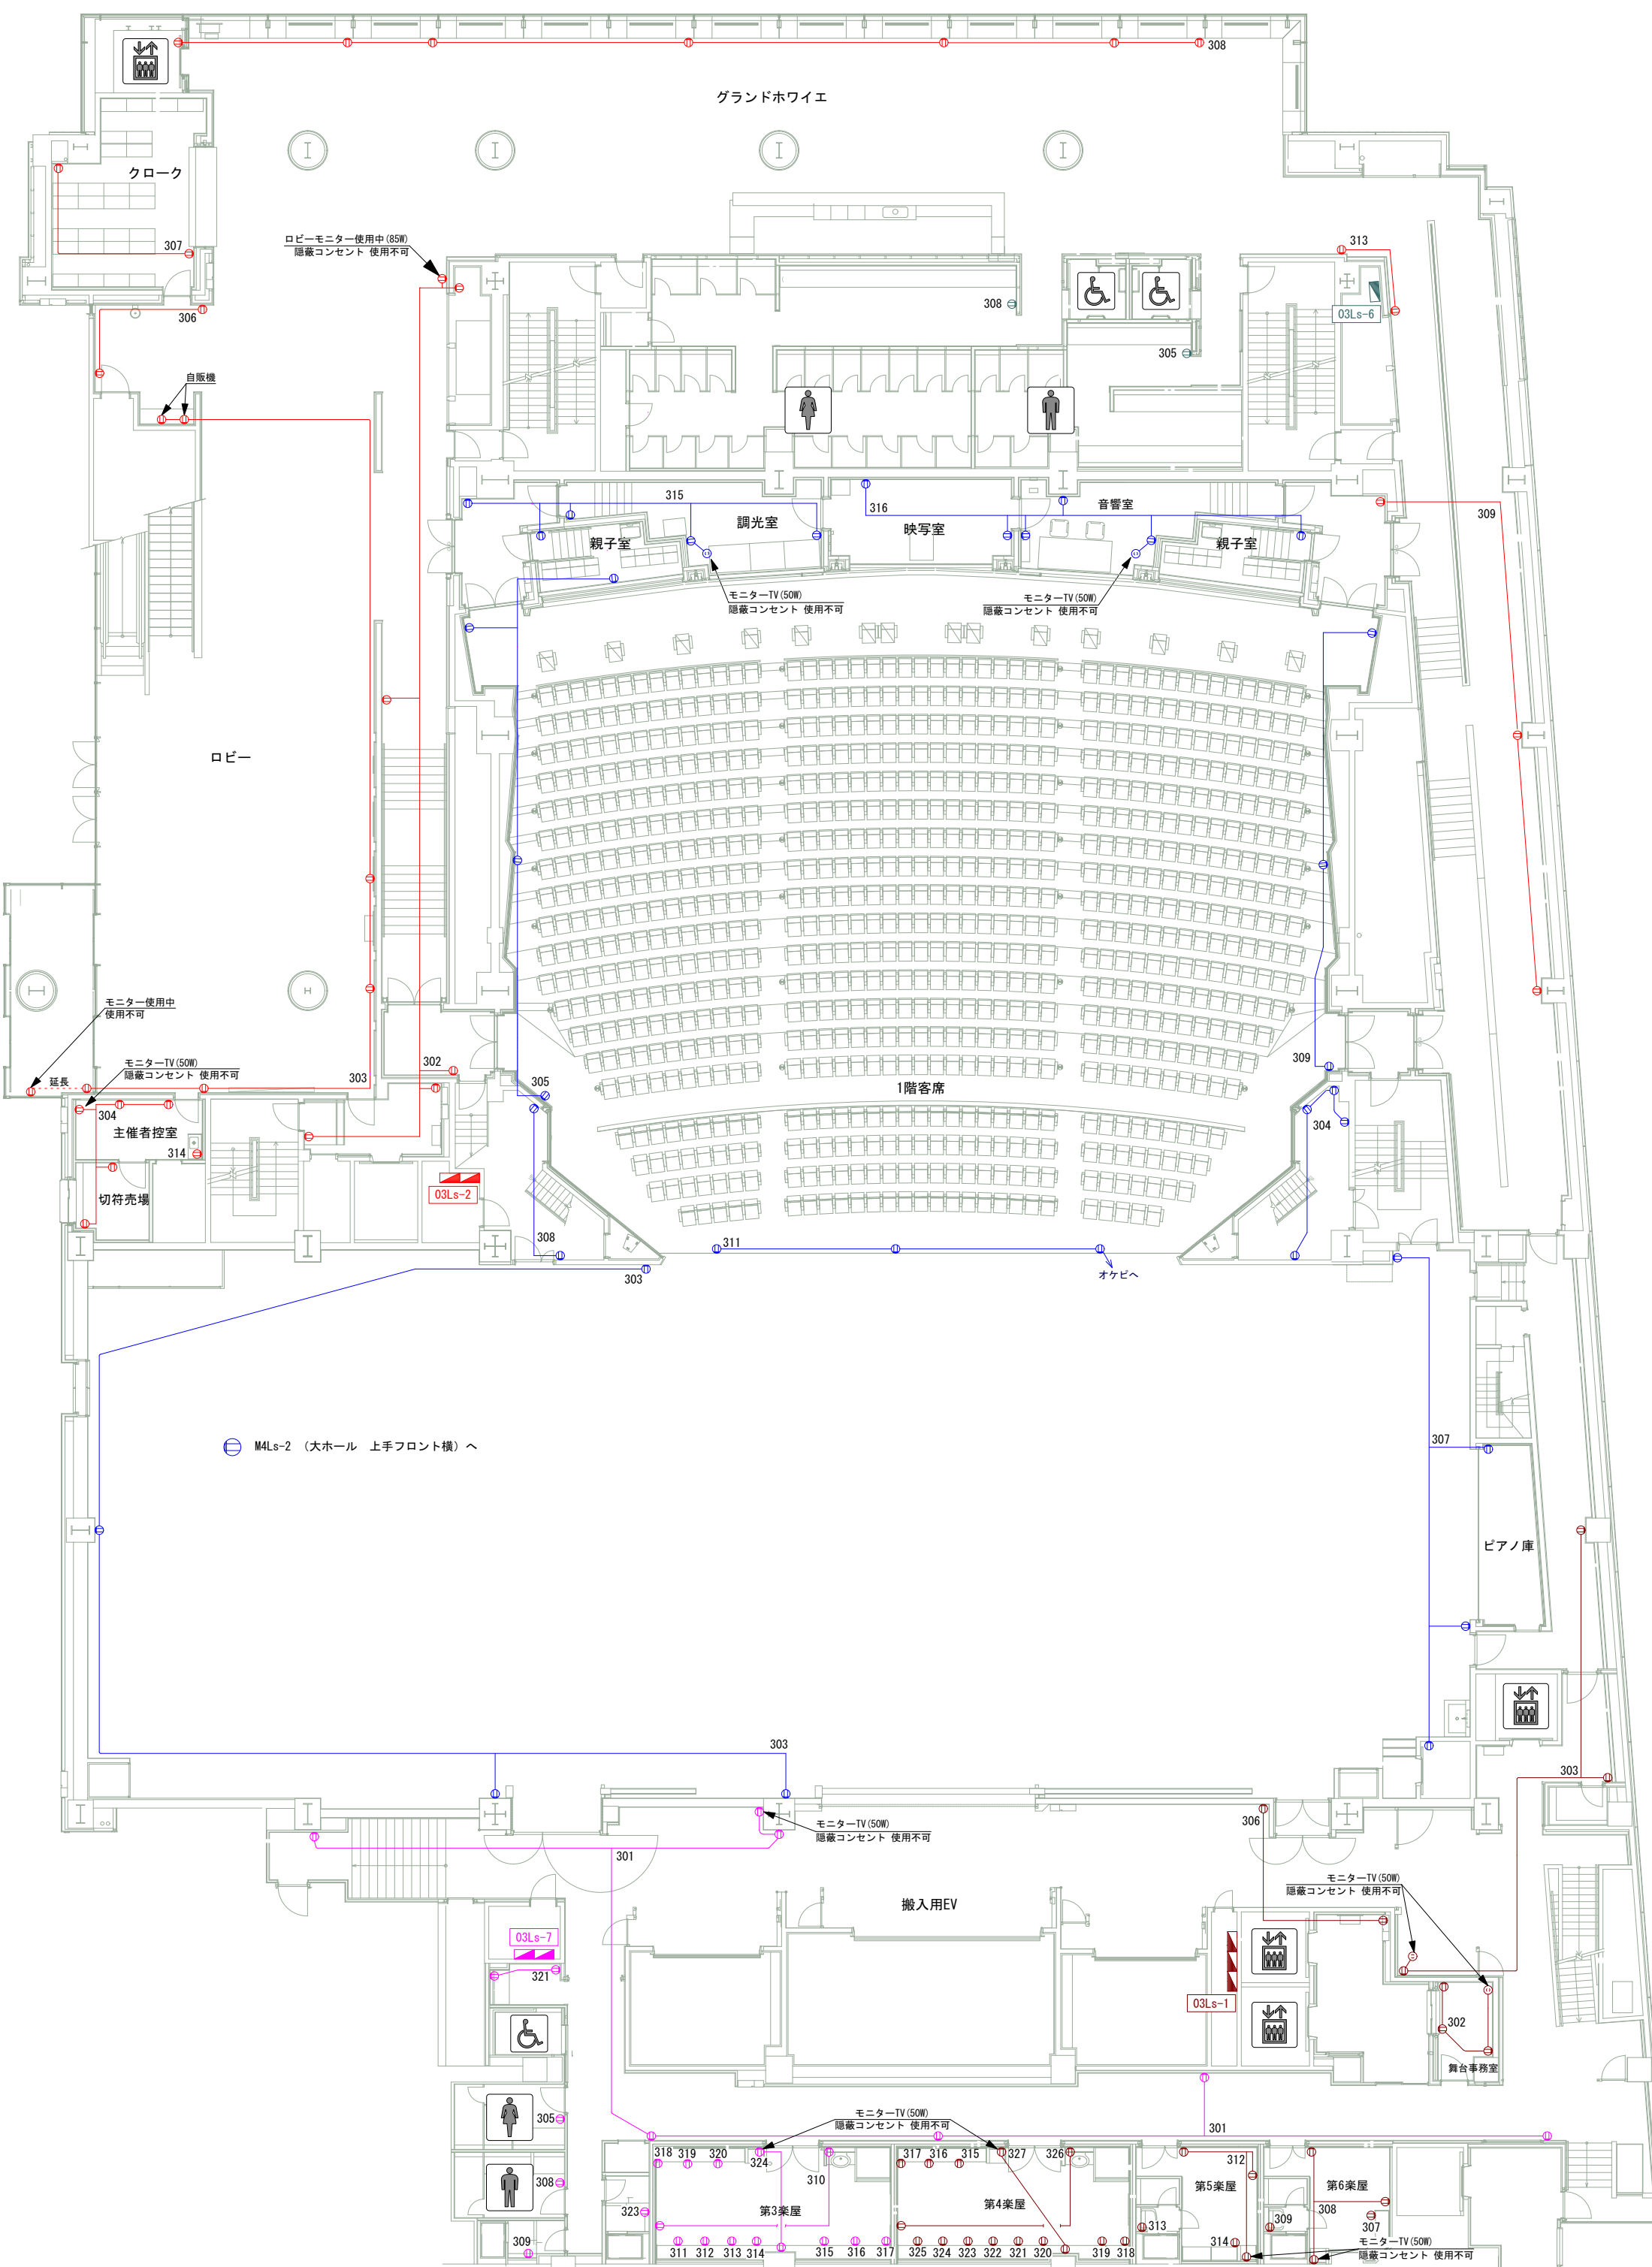 308
グランドホワイエ
クローク
307
ロビーモニター使用中(85W)
隠蔽コンセント 使用不可
313
308
03Ls-6
306
305
自販機
315
316
調光室
映写室
音響室
309
親子室
親子室
モニターTV(50W)
隠蔽コンセント 使用不可
モニターTV(50W)
隠蔽コンセント 使用不可
ロビー
モニター使用中
使用不可
モニターTV(50W)
隠蔽コンセント 使用不可
延長
303
302
305
309
1階客席
304
304
主催者控室
314
切符売場
03Ls-2
308
311
303
オケピへ
M4Ls-2 （大ホール　上手フロント横）へ
307
ピアノ庫
303
303
モニターTV(50W)
隠蔽コンセント 使用不可
306
301
モニターTV(50W)
隠蔽コンセント 使用不可
搬入用EV
03Ls-7
321
03Ls-1
302
舞台事務室
305
モニターTV(50W)
隠蔽コンセント 使用不可
301
318 319 320 324 310
317 316 315 327 326
312
308
323
309
第3楽屋
第4楽屋
第5楽屋
第6楽屋
313
309
308
307
314
311 312 313 314 315 316 317
325 324 323 322 321 320 319 318
モニターTV(50W)
隠蔽コンセント 使用不可